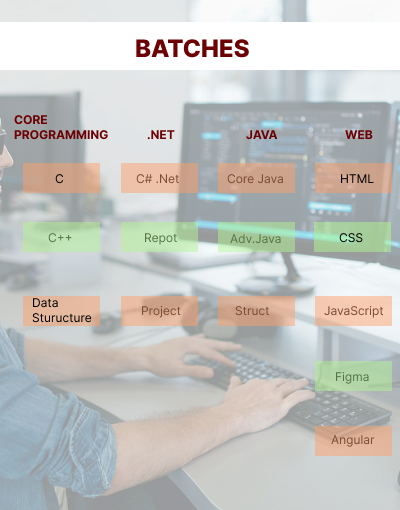 BATCHES
CORE
PROGRAMMING
.NET
JAVA
WEB
C
C# .Net
Core Java
HTML
C++
Repot
Adv.Java
CSS
Data
Sturucture
Project
Struct
JavaScript
Figma
Angular